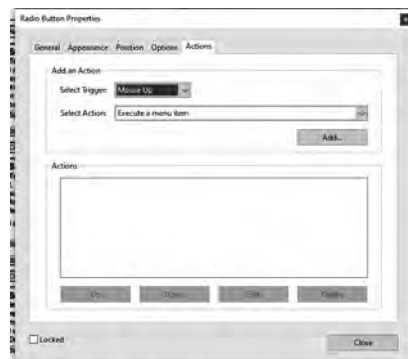 Radio Button Properties
General Appearance Position Options Actions
Add an Action
Select Trigger: Mouse Up
Select Action: Execute a menu item
Add...
Actions
Up
Down
Edit
Delete
Locked
Close